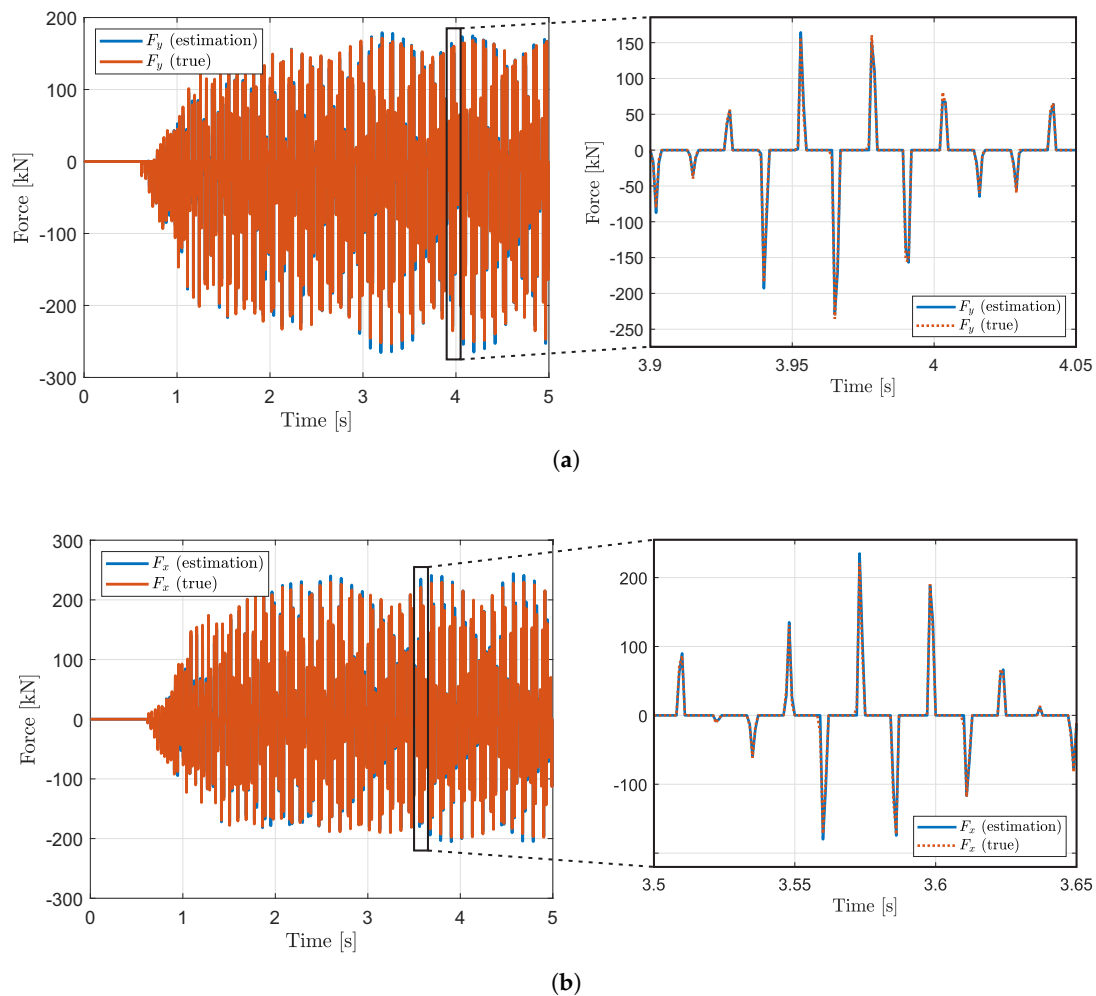 200
100
0
-100
-200
-300
Force [kN]
F_y (estimation)
F_y (true)
0 1 2 3 4 5
Time [s]
150
100
50
0
-50
-100
-150
-200
-250
Force [kN]
F_y (estimation)
F_y (true)
3.9 3.95 4 4.05
Time [s]
(a)
300
200
100
0
-100
-200
-300
Force [kN]
F_x (estimation)
F_x (true)
0 1 2 3 4 5
Time [s]
200
100
0
-100
Force [kN]
F_x (estimation)
F_x (true)
3.5 3.55 3.6 3.65
Time [s]
(b)